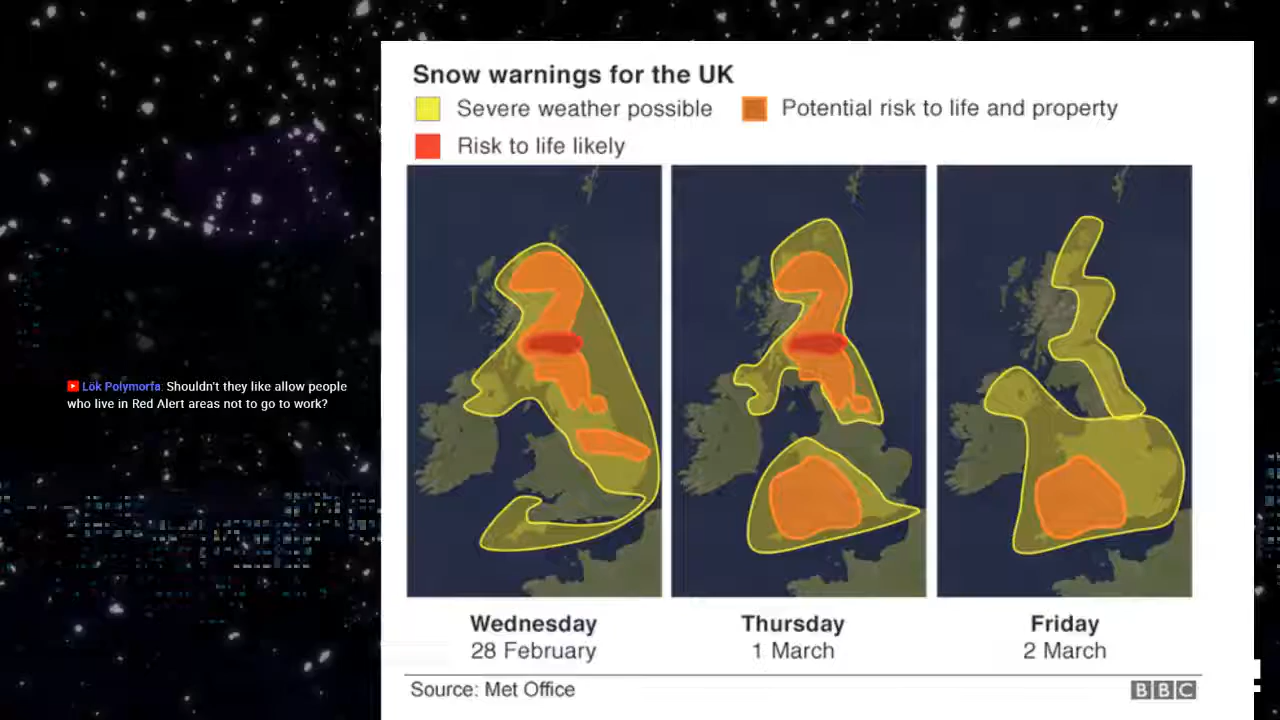 Snow warnings for the UK
Severe weather possible
Potential risk to life and property
Risk to life likely
Lök Polymorfa: Shouldn't they like allow people
who live in Red Alert areas not to go to work?
Wednesday
28 February
Thursday
1 March
Friday
2 March
Source: Met Office
BBC